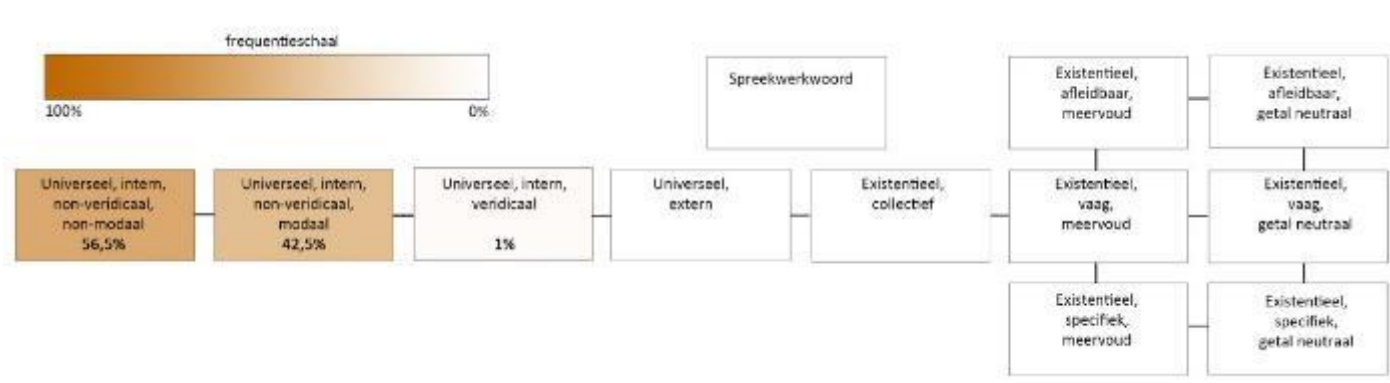 frequentieschaal
100%
0%
Spreekwerkwoord
Existentieel,
afleidbaar,
meervoud
Existentieel,
afleidbaar,
getal neutraal
Universeel, intern,
non-veridicaal,
non-modaal
56,5%
Universeel, intern,
non-veridicaal,
modaal
42,5%
Universeel, intern,
veridicaal
1%
Universeel,
extern
Existentieel,
collectief
Existentieel,
vaag,
meervoud
Existentieel,
vaag,
getal neutraal
Existentieel,
specifiek,
meervoud
Existentieel,
specifiek,
getal neutraal